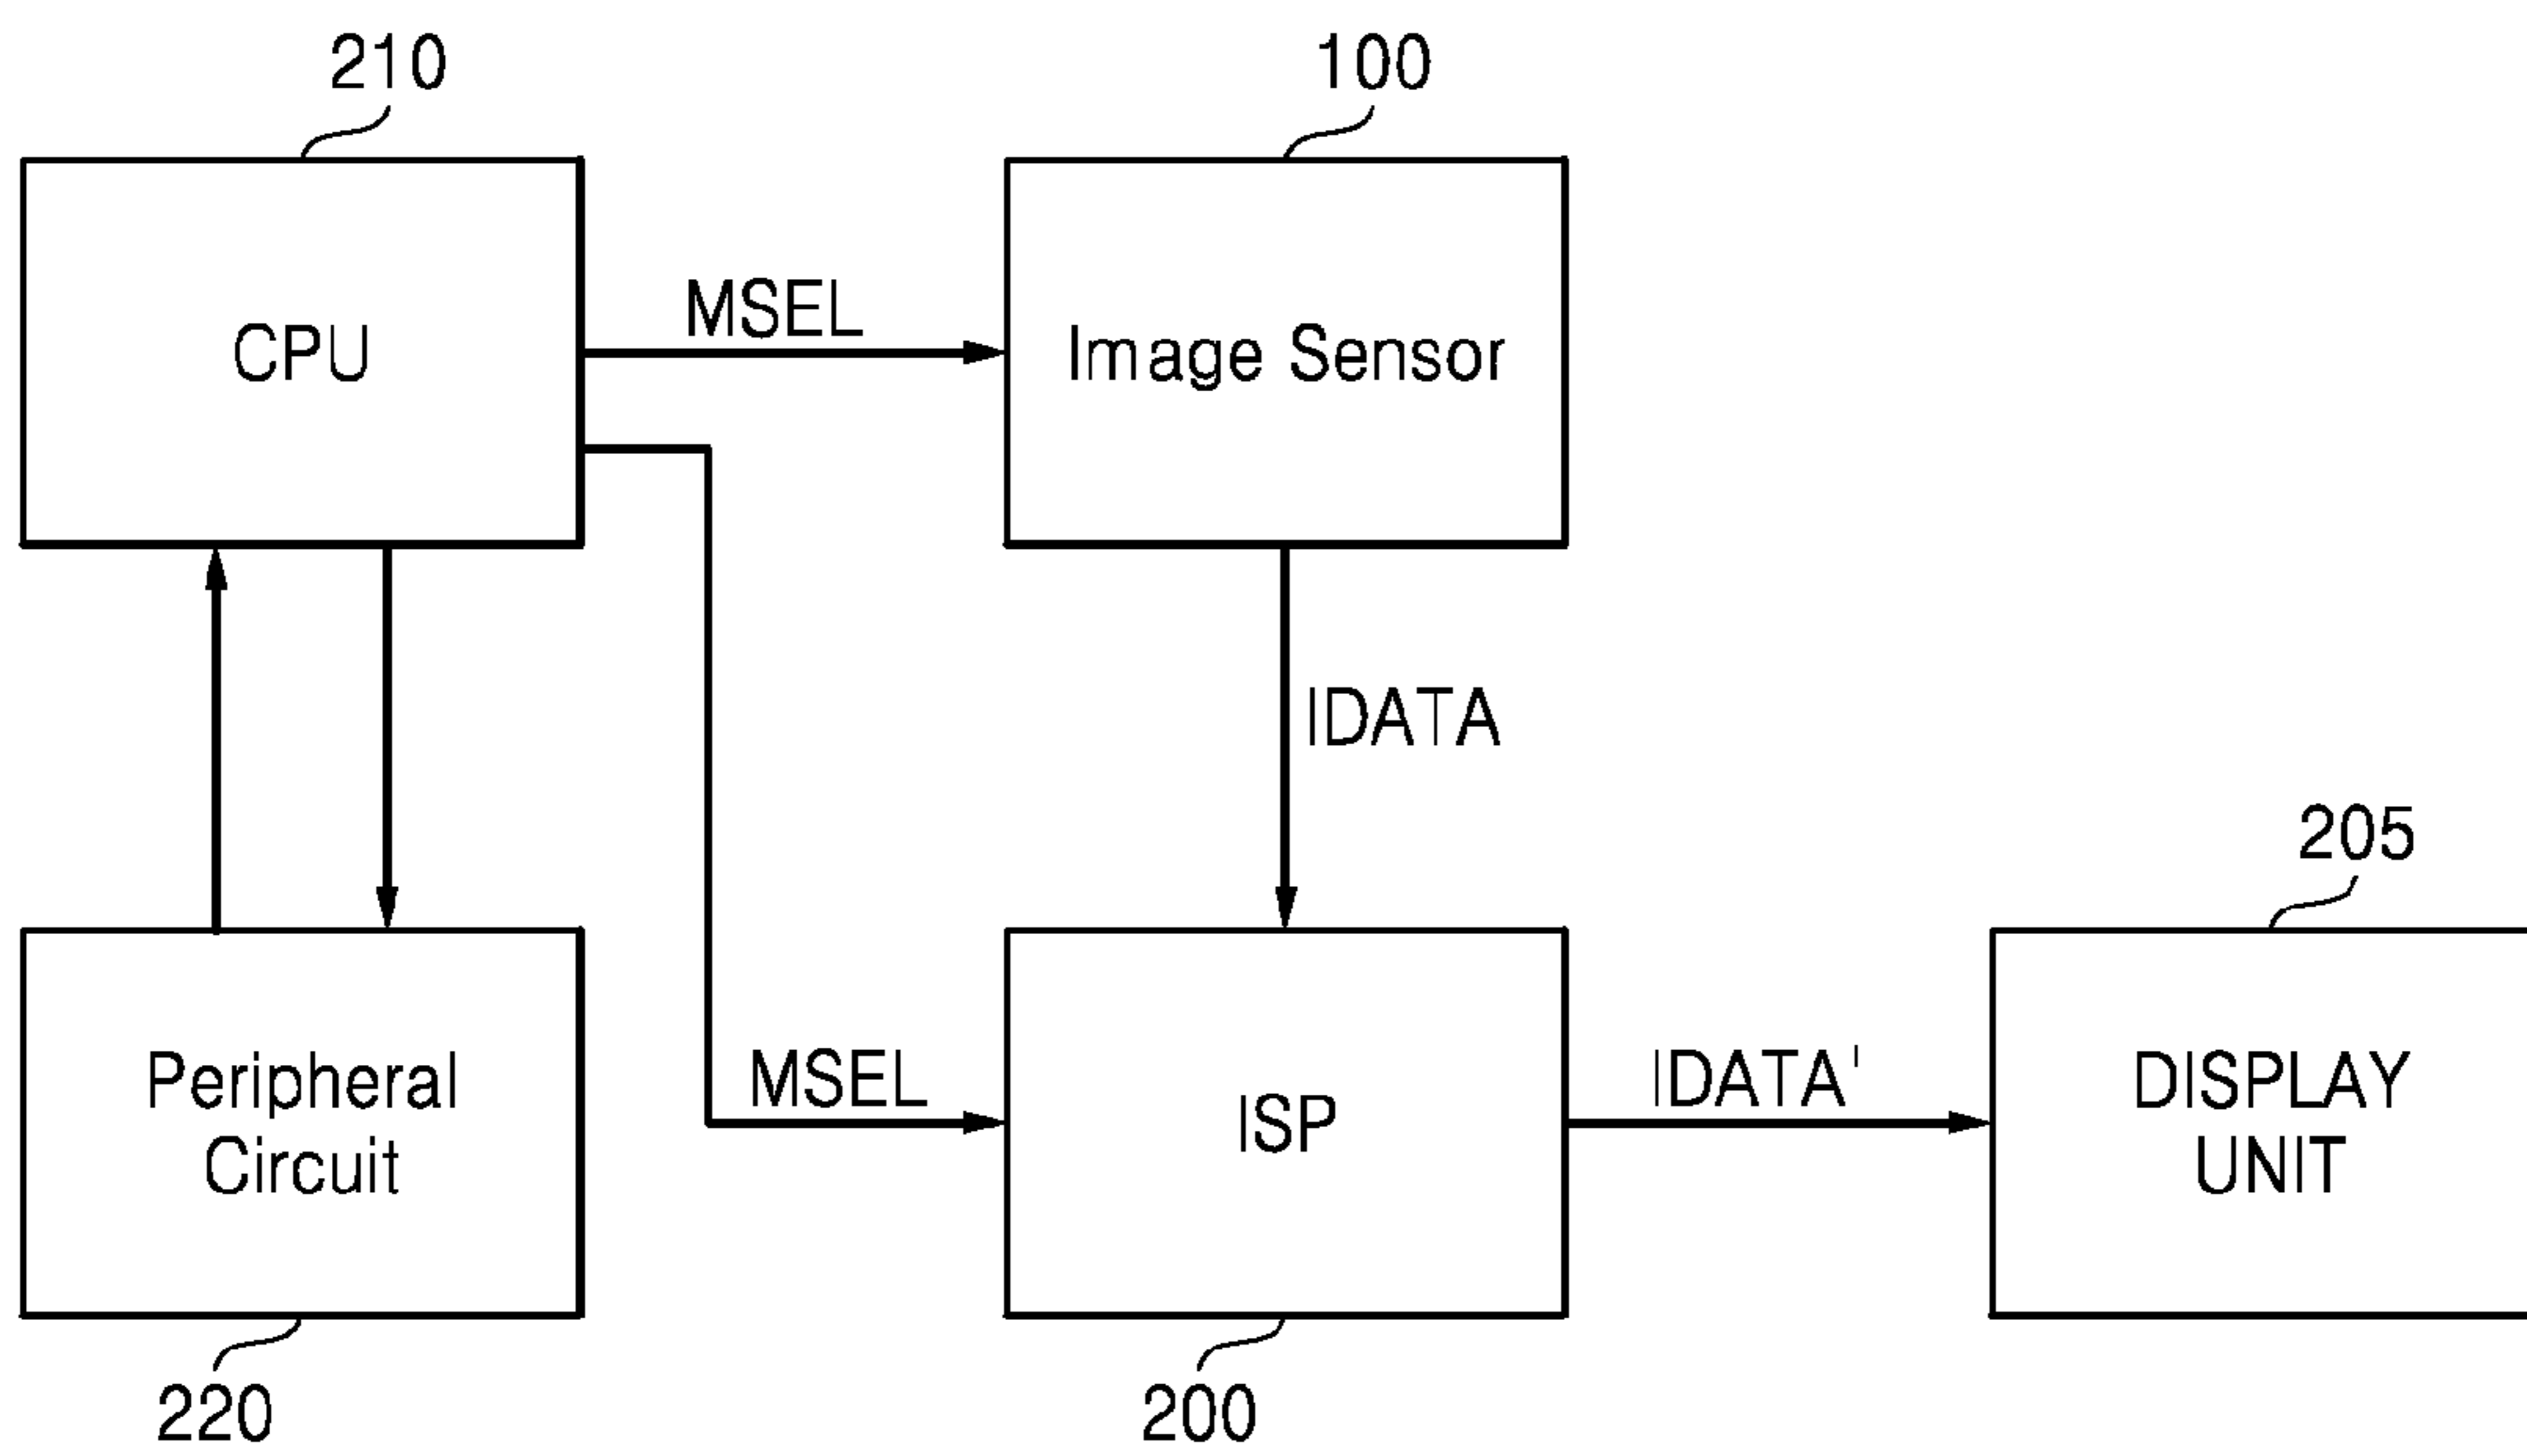 210
100
CPU
MSEL
Image Sensor
IDATA
205
Peripheral
Circuit
MSEL
ISP
IDATA'
DISPLAY
UNIT
220
200